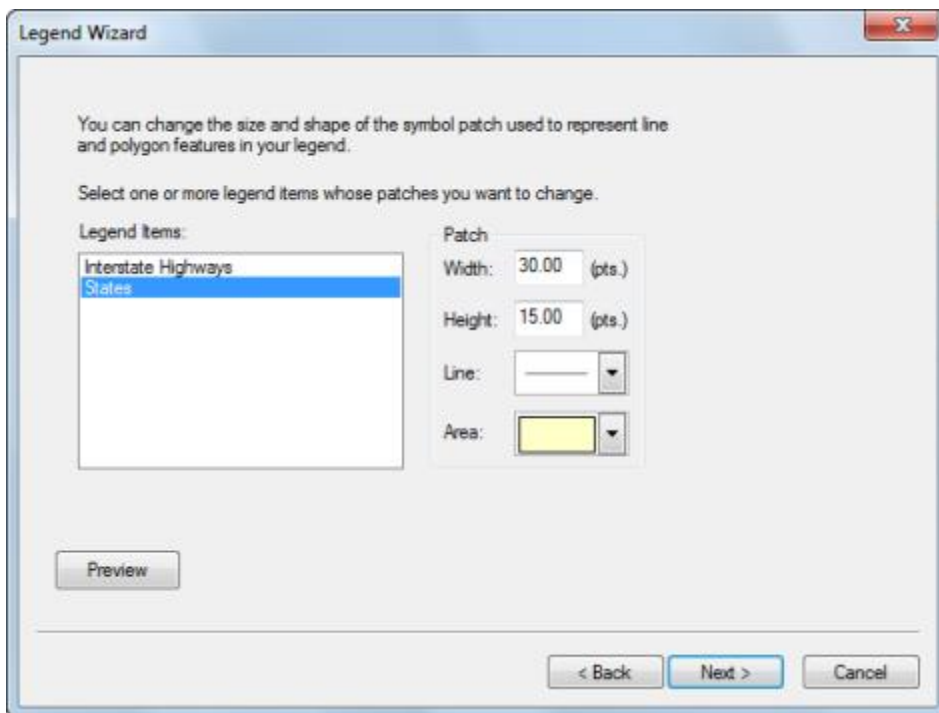 Legend Wizard
You can change the size and shape of the symbol patch used to represent line
and polygon features in your legend.
Select one or more legend items whose patches you want to change.
Legend Items:
Interstate Highways
States
Patch
Width: 30.00 (pts.)
Height: 15.00 (pts.)
Line:
Area:
Preview
< Back Next > Cancel